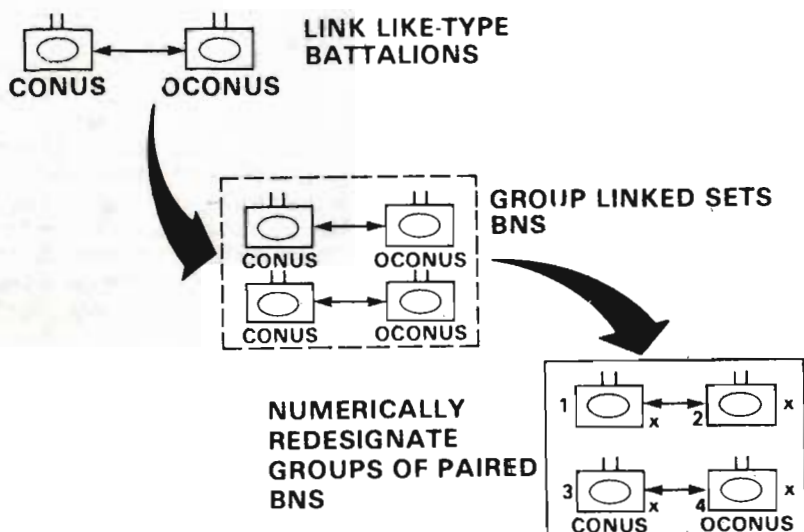 LINK LIKE-TYPE
BATTALIONS
CONUS OCONUS
GROUP LINKED SETS
BNS
CONUS OCONUS
CONUS OCONUS
NUMERICALLY
REDESIGNATE
GROUPS OF PAIRED
BNS
1 x 2 x
3 x 4 x
CONUS OCONUS